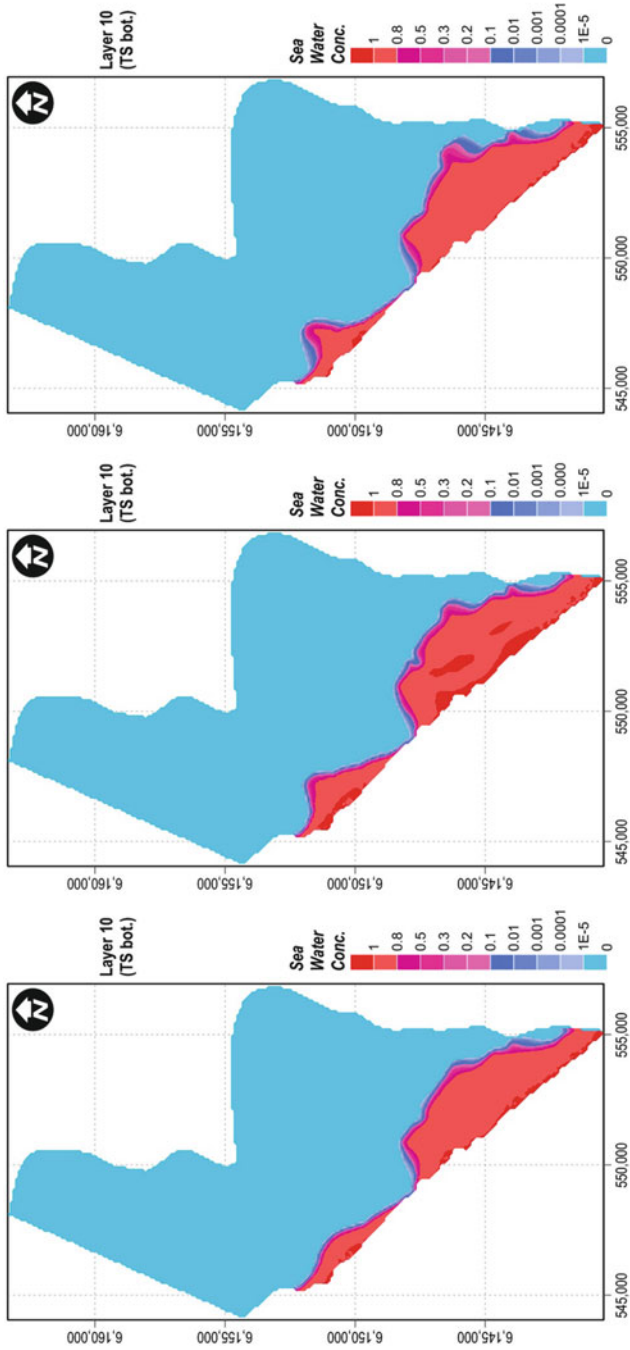 N
Layer 10
(TS bot.)
6,160,000
6,155,000
6,150,000
6,145,000
Sea
Water
Conc.
1
0.8
0.5
0.3
0.2
0.1
0.01
0.001
0.0001
1E-5
0
545,000
550,000
555,000
N
Layer 10
(TS bot.)
6,160,000
6,155,000
6,150,000
6,145,000
Sea
Water
Conc.
1
0.8
0.5
0.3
0.2
0.1
0.01
0.001
0.000
1E-5
0
545,000
550,000
555,000
N
Layer 10
(TS bot.)
6,160,000
6,155,000
6,150,000
6,145,000
Sea
Water
Conc.
1
0.8
0.5
0.3
0.2
0.1
0.01
0.001
0.0001
1E-5
0
545,000
550,000
555,000